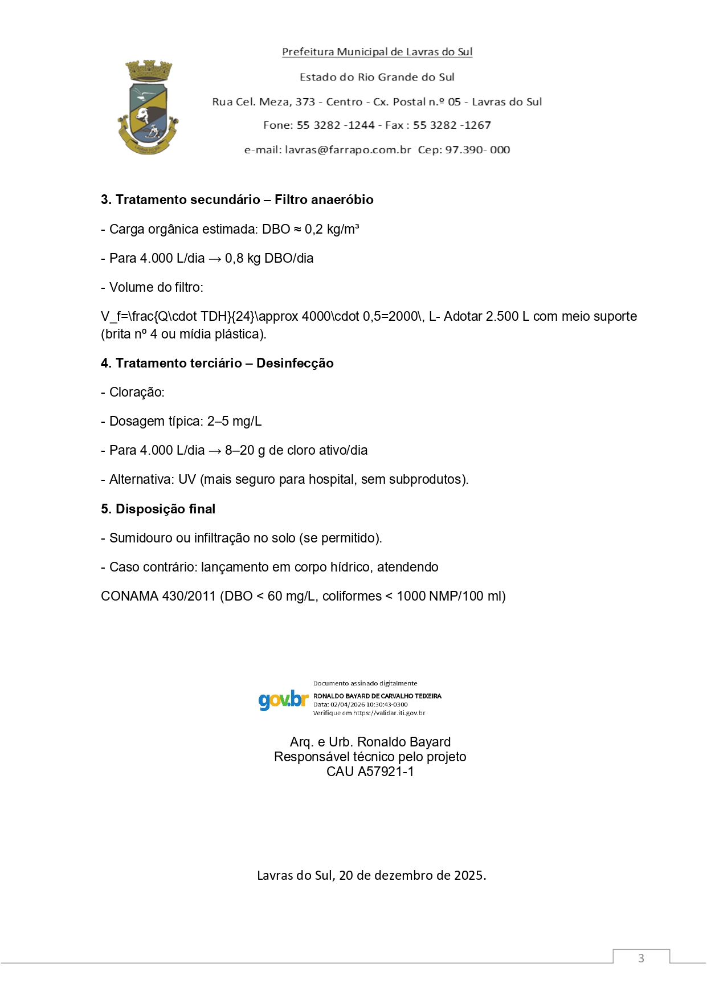 Prefeitura Municipal de Lavras do Sul
Estado do Rio Grande do Sul
Rua Cel. Meza, 373 - Centro - Cx. Postal n.º 05 - Lavras do Sul
Fone: 55 3282 -1244 - Fax : 55 3282 -1267
e-mail: lavras@farrapo.com.br Cep: 97.390- 000
LAVRAS DO SUL
3. Tratamento secundário – Filtro anaeróbio
- Carga orgânica estimada: DBO ≈ 0,2 kg/m³
- Para 4.000 L/dia → 0,8 kg DBO/dia
- Volume do filtro:
V_f=\frac{Q\cdot TDH}{24}\approx 4000\cdot 0,5=2000\, L- Adotar 2.500 L com meio suporte
(brita nº 4 ou mídia plástica).
4. Tratamento terciário – Desinfecção
- Cloração:
- Dosagem típica: 2–5 mg/L
- Para 4.000 L/dia → 8–20 g de cloro ativo/dia
- Alternativa: UV (mais seguro para hospital, sem subprodutos).
5. Disposição final
- Sumidouro ou infiltração no solo (se permitido).
- Caso contrário: lançamento em corpo hídrico, atendendo
CONAMA 430/2011 (DBO < 60 mg/L, coliformes < 1000 NMP/100 ml)
gov.br
Documento assinado digitalmente
RONALDO BAYARD DE CARVALHO TEIXEIRA
Data: 02/04/2026 10:30:43-0300
Verifique em https://validar.iti.gov.br
Arq. e Urb. Ronaldo Bayard
Responsável técnico pelo projeto
CAU A57921-1
Lavras do Sul, 20 de dezembro de 2025.
3